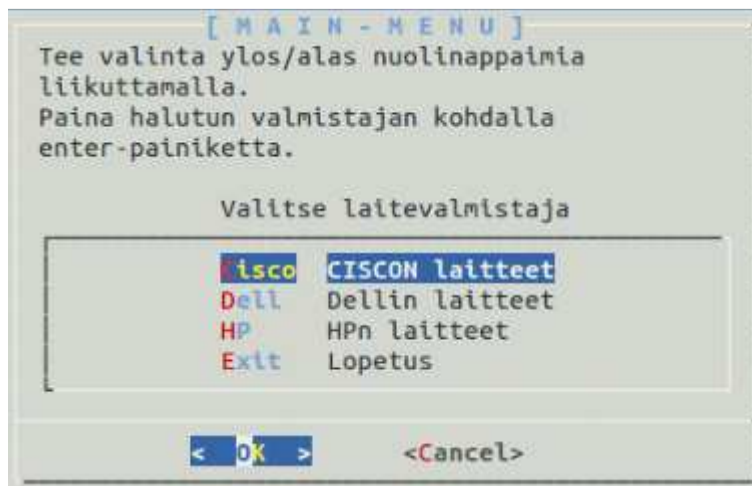 [ M A I N - M E N U ]
Tee valinta ylos/alas nuolinappaimia
liikuttamalla.
Paina halutun valmistajan kohdalla
enter-painiketta.
Valitse laitevalmistaja
Cisco CISCON laitteet
Dell Dellin laitteet
HP HPn laitteet
Exit Lopetus
< OK > <Cancel>